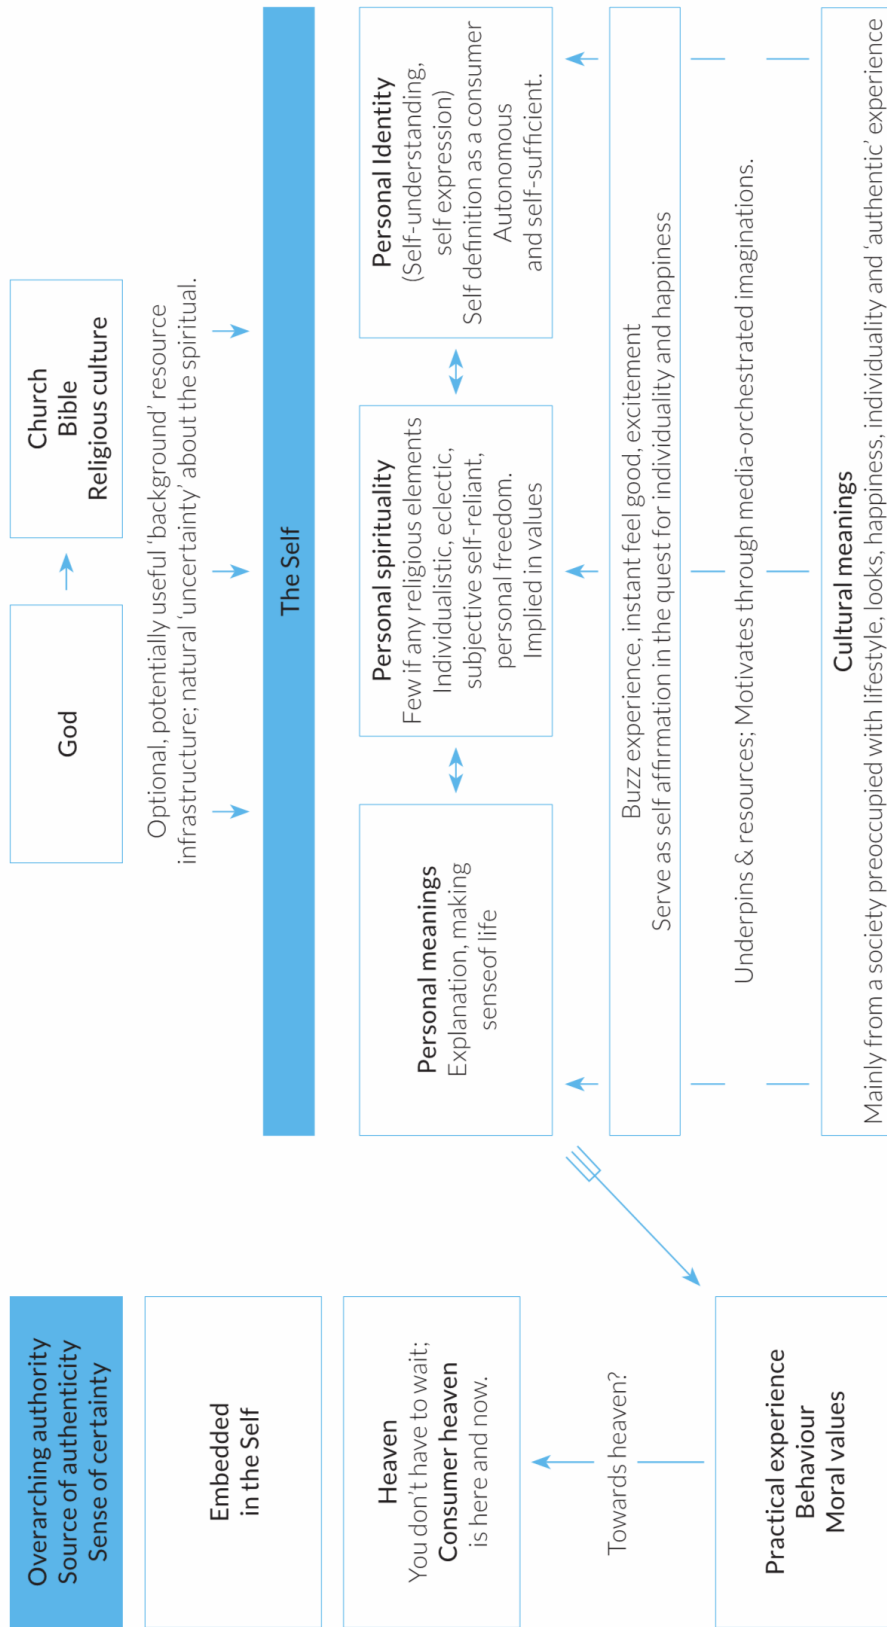 Overarching authority
Source of authenticity
Sense of certainty
God
Church
Bible
Religious culture
Optional, potentially useful ‘background’ resource
infrastructure; natural ‘uncertainty’ about the spiritual.
Embedded
in the Self
The Self
Heaven
You don’t have to wait;
Consumer heaven
is here and now.
Personal meanings
Explanation, making
senseof life
Personal spirituality
Few if any religious elements
Individualistic, eclectic,
subjective self-reliant,
personal freedom.
Implied in values
Personal Identity
(Self-understanding,
self expression)
Self definition as a consumer
Autonomous
and self-sufficient.
Towards heaven?
Buzz experience, instant feel good, excitement
Serve as self affirmation in the quest for individuality and happiness
Underpins & resources; Motivates through media-orchestrated imaginations.
Practical experience
Behaviour
Moral values
Cultural meanings
Mainly from a society preoccupied with lifestyle, looks, happiness, individuality and ‘authentic’ experience